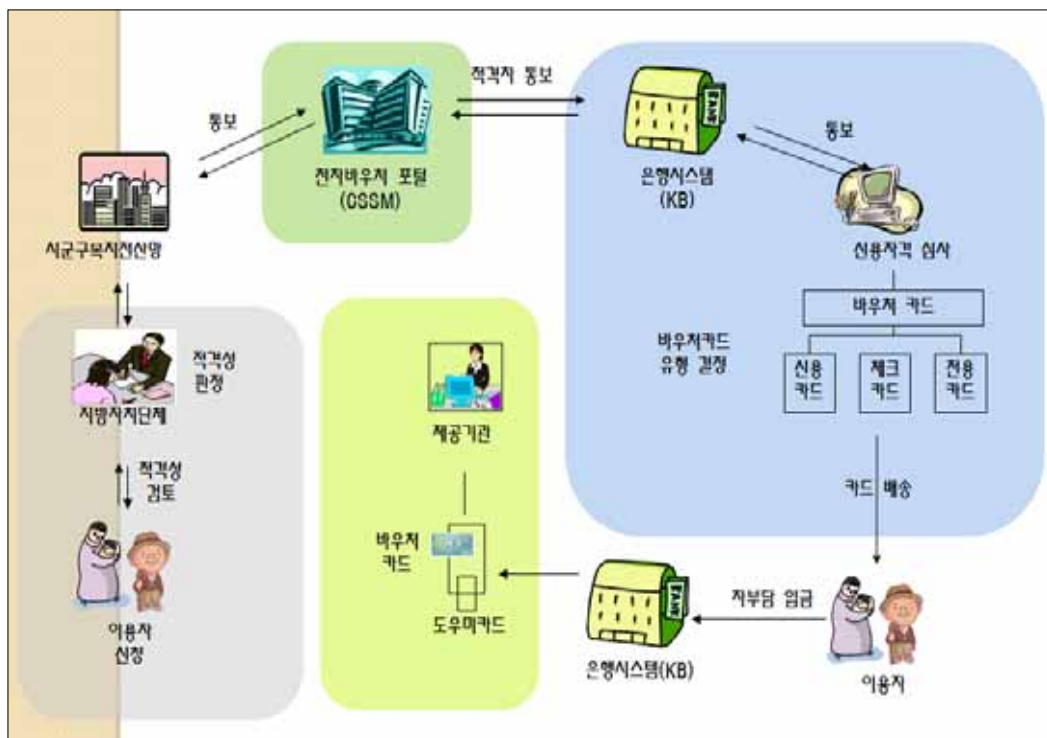 적격자 통보
통보
전자바우처 포탈
(CSSM)
은행시스템
(KB)
통보
시군구복지전산망
신용자격 심사
바우처 카드
바우처카드
유형 결정
신용
카드
체크
카드
전용
카드
적격성
판정
지방자치단체
제공기관
적격성
검토
카드 배송
바우처
카드
도우미카드
자부담 입금
은행시스템(KB)
이용자
이용자
신청
BANK
BANK